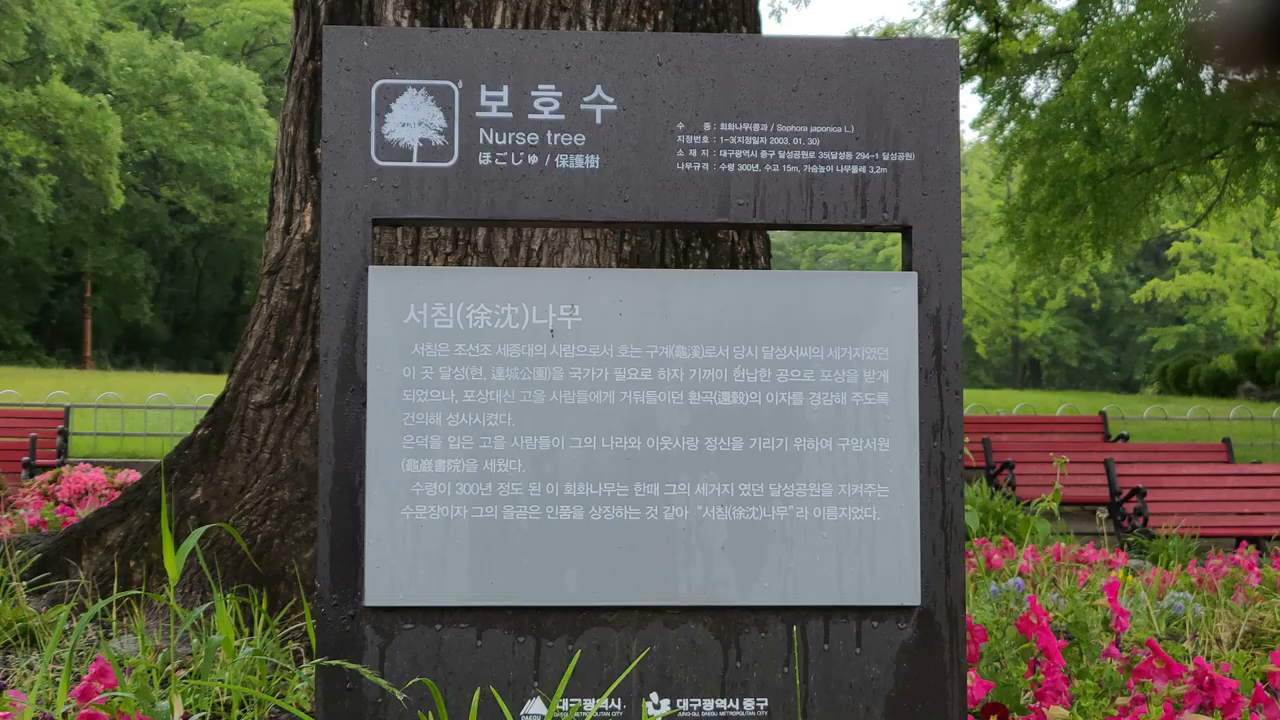 보호수
Nurse tree
ほごじゅ / 保護樹
수 종 : 회화나무(콩과 / Sophora japonica L.)
지정번호 : 1-3(지정일자 2003. 01. 30)
소 재 지 : 대구광역시 중구 달성공원로 35(달성동 294-1 달성공원)
나무규격 : 수령 300년, 수고 15m, 가슴높이 나무둘레 3.2m
서침(徐沈)나무
서침은 조선조 세종대의 사람으로서 호는 구계(龜溪)로서 당시 달성서씨의 세거지였던
이 곳 달성(현, 達城公園)을 국가가 필요로 하자 기꺼이 헌납한 공으로 포상을 받게
되었으나, 포상대신 고을 사람들에게 거둬들이던 환곡(還穀)의 이자를 경감해 주도록
건의해 성사시켰다.
은덕을 입은 고을 사람들이 그의 나라와 이웃사랑 정신을 기리기 위하여 구암서원
(龜巖書院)을 세웠다.
수령이 300년 정도 된 이 회화나무는 한때 그의 세거지 였던 달성공원을 지켜주는
수문장이자 그의 올곧은 인품을 상징하는 것 같아 "서침(徐沈)나무"라 이름지었다.
대구광역시 대구광역시 중구
DAEGU DAEGU METROPOLITAN CITY JUNG-GU, DAEGU METROPOLITAN CITY